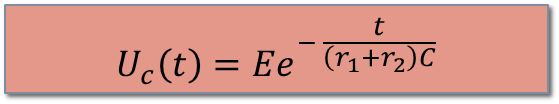 $U_c(t) = Ee^{-\frac{t}{(r_1+r_2)C}}$